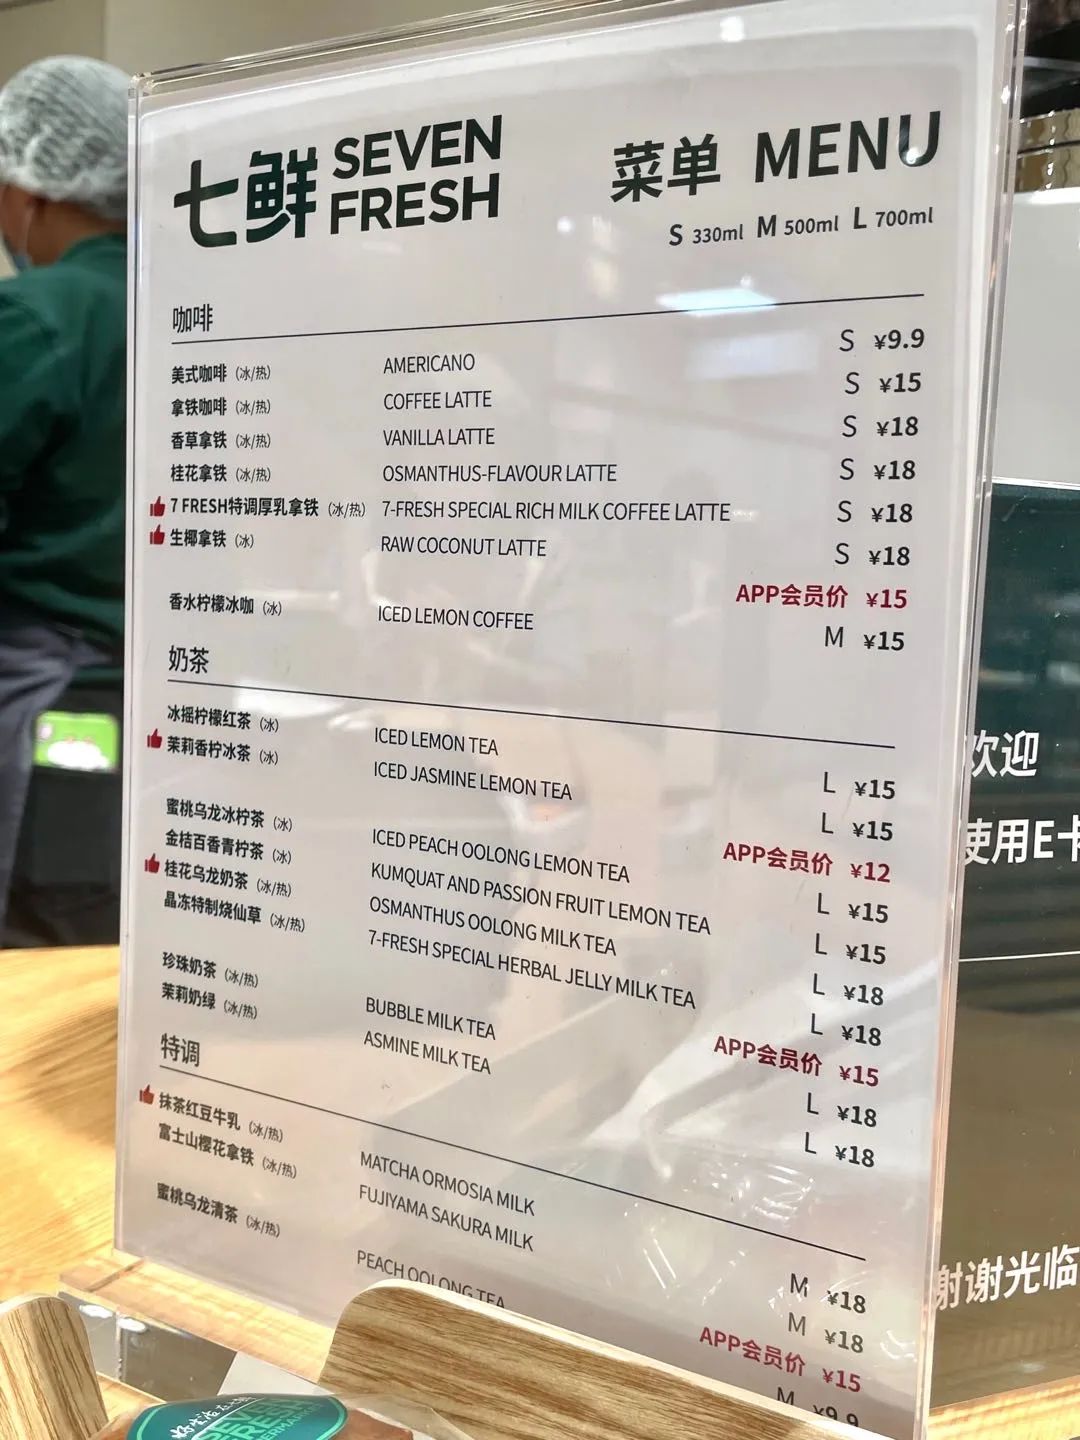 七鲜 SEVEN FRESH
菜单 MENU
S 330ml M 500ml L 700ml
咖啡
美式咖啡 (冰/热) AMERICANO S ¥9.9
拿铁咖啡 (冰/热) COFFEE LATTE S ¥15
香草拿铁 (冰/热) VANILLA LATTE S ¥18
桂花拿铁 (冰/热) OSMANTHUS-FLAVOUR LATTE S ¥18
7 FRESH特调厚乳拿铁 (冰/热) 7-FRESH SPECIAL RICH MILK COFFEE LATTE S ¥18
生椰拿铁 (冰) RAW COCONUT LATTE S ¥18
APP会员价 ¥15
香水柠檬冰咖 (冰) ICED LEMON COFFEE M ¥15
奶茶
冰摇柠檬红茶 (冰) ICED LEMON TEA L ¥15
茉莉香柠冰茶 (冰) ICED JASMINE LEMON TEA L ¥15
APP会员价 ¥12
蜜桃乌龙冰柠茶 (冰) ICED PEACH OOLONG LEMON TEA L ¥15
金桔百香青柠茶 (冰) KUMQUAT AND PASSION FRUIT LEMON TEA L ¥15
桂花乌龙奶茶 (冰/热) OSMANTHUS OOLONG MILK TEA L ¥18
晶冻特制烧仙草 (冰/热) 7-FRESH SPECIAL HERBAL JELLY MILK TEA L ¥18
APP会员价 ¥15
珍珠奶茶 (冰/热) BUBBLE MILK TEA L ¥18
茉莉奶绿 (冰/热) ASMINE MILK TEA L ¥18
特调
抹茶红豆牛乳 (冰/热) MATCHA ORMOSIA MILK M ¥18
富士山樱花拿铁 (冰/热) FUJIYAMA SAKURA MILK M ¥18
APP会员价 ¥15
蜜桃乌龙清茶 (冰/热) PEACH OOLONG TEA M ¥9.9
欢迎
使用E卡
谢谢光临
SEVEN
FRESH